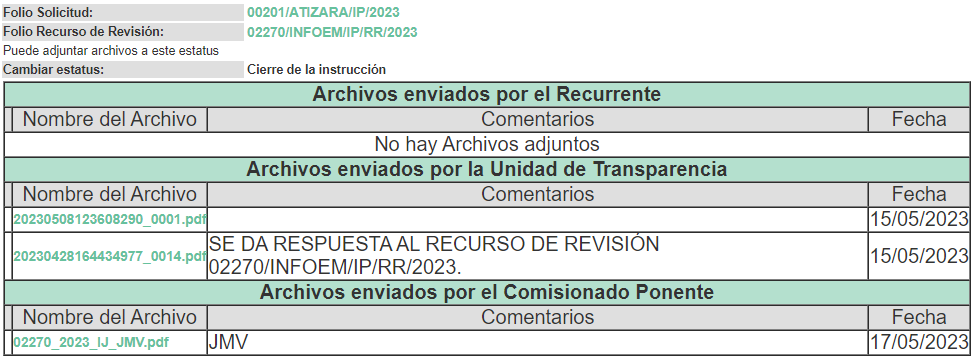 Folio Solicitud: 00201/ATIZARA/IP/2023
Folio Recurso de Revisión: 02270/INFOEM/IP/RR/2023
Puede adjuntar archivos a este estatus
Cambiar estatus: Cierre de la instrucción
Archivos enviados por el Recurrente
Nombre del Archivo Comentarios Fecha
No hay Archivos adjuntos
Archivos enviados por la Unidad de Transparencia
Nombre del Archivo Comentarios Fecha
20230508123608290_0001.pdf 15/05/2023
20230428164434977_0014.pdf SE DA RESPUESTA AL RECURSO DE REVISIÓN 15/05/2023
02270/INFOEM/IP/RR/2023.
Archivos enviados por el Comisionado Ponente
Nombre del Archivo Comentarios Fecha
02270_2023_IJ_JMV.pdf JMV 17/05/2023